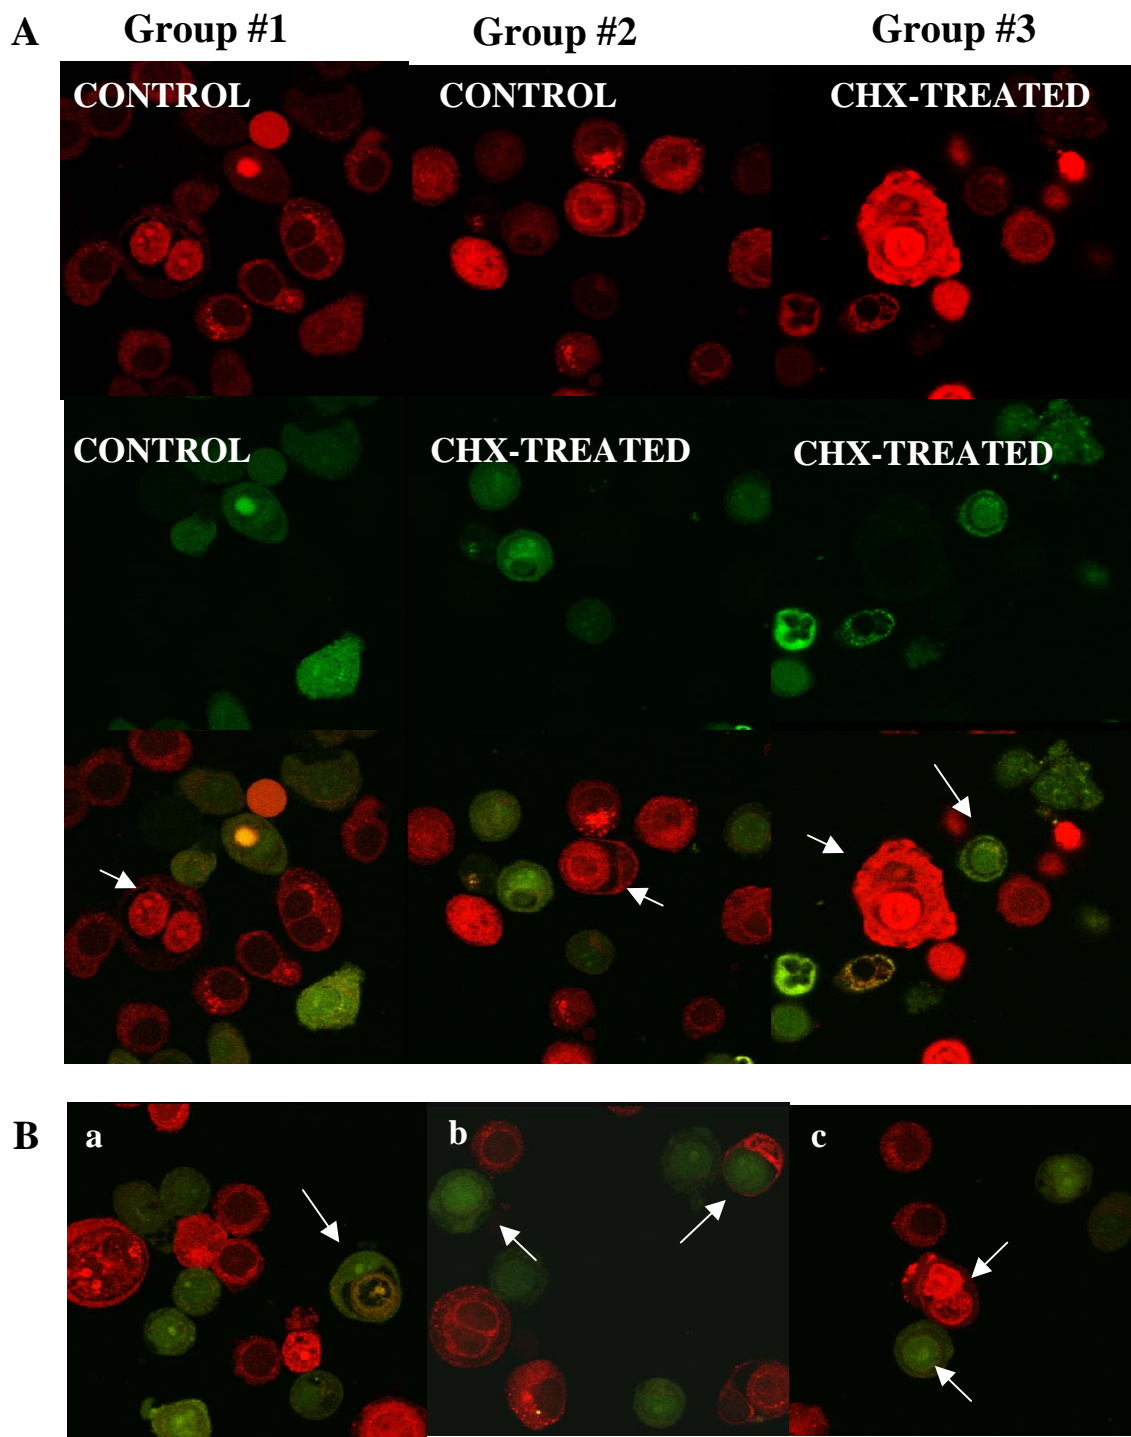 A Group #1 Group #2 Group #3
CONTROL CONTROL CHX-TREATED
CONTROL CHX-TREATED CHX-TREATED
B a b c